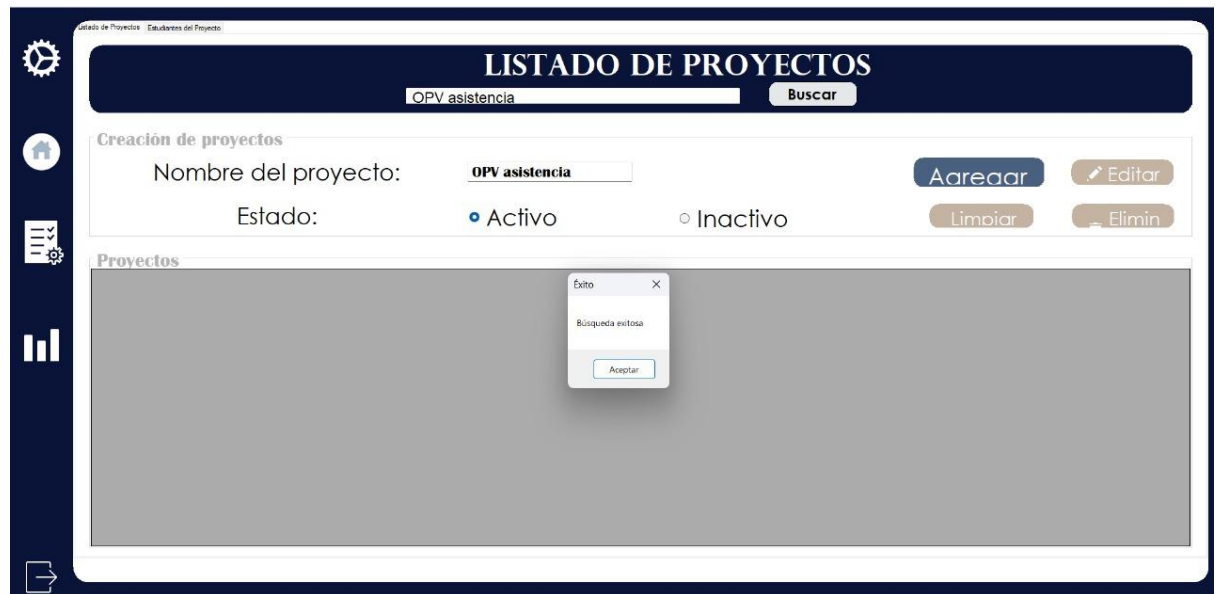 Listado de Proyectos Estudiantes del Proyecto
LISTADO DE PROYECTOS
OPV asistencia Buscar
Creación de proyectos
Nombre del proyecto: OPV asistencia Agregar Editar
Estado: Activo Inactivo Limpiar Elimin
Proyectos
Éxito
Búsqueda exitosa
Aceptar